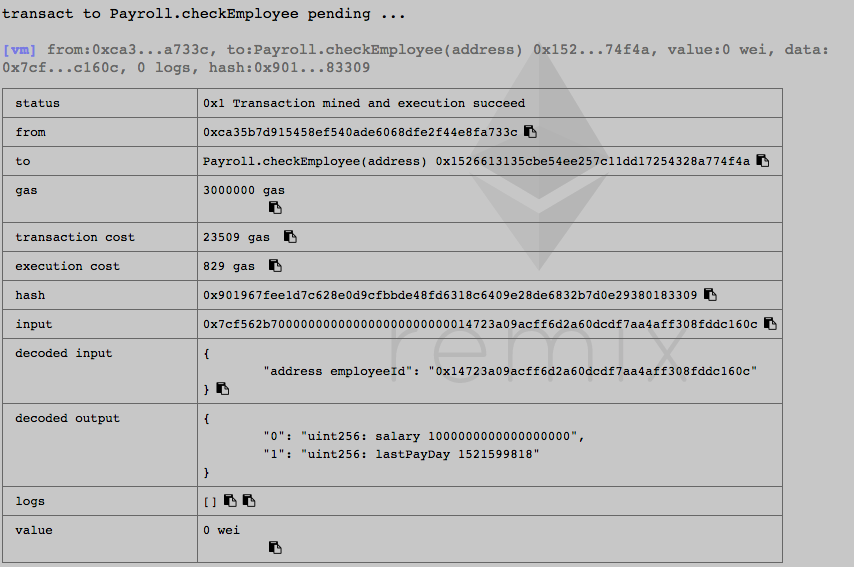 transact to Payroll.checkEmployee pending ...
[vm] from:0xca3...a733c, to:Payroll.checkEmployee(address) 0x152...74f4a, value:0 wei, data:
0x7cf...c160c, 0 logs, hash:0x901...83309
status 0x1 Transaction mined and execution succeed
from 0xca35b7d915458ef540ade6068dfe2f44e8fa733c
to Payroll.checkEmployee(address) 0x1526613135cbe54ee257c11dd17254328a774f4a
gas 3000000 gas
transaction cost 23509 gas
execution cost 829 gas
hash 0x901967fee1d7c628e0d9cfbbde48fd6318c6409e28de6832b7d0e29380183309
input 0x7cf562b700000000000000000000000014723a09acff6d2a60dcdf7aa4aff308fddc160c
decoded input {
"address employeeId": "0x14723a09acff6d2a60dcdf7aa4aff308fddc160c"
}
decoded output {
"0": "uint256: salary 1000000000000000000",
"1": "uint256: lastPayDay 1521599818"
}
logs []
value 0 wei
remix